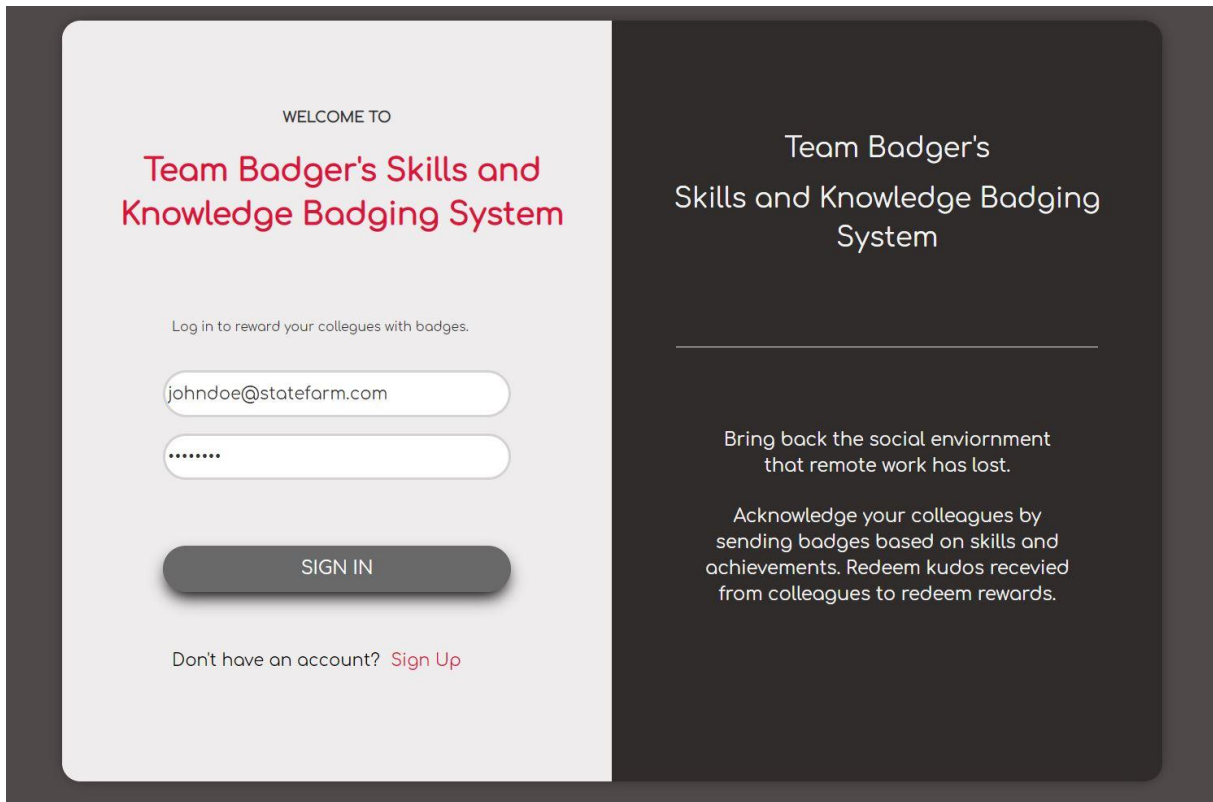 WELCOME TO
Team Badger's Skills and
Knowledge Badging System
Log in to reward your collegues with badges.
johndoe@statefarm.com
••••••••
SIGN IN
Don't have an account? Sign Up
Team Badger's
Skills and Knowledge Badging
System
Bring back the social enviornment
that remote work has lost.
Acknowledge your colleagues by
sending badges based on skills and
achievements. Redeem kudos recevied
from colleagues to redeem rewards.